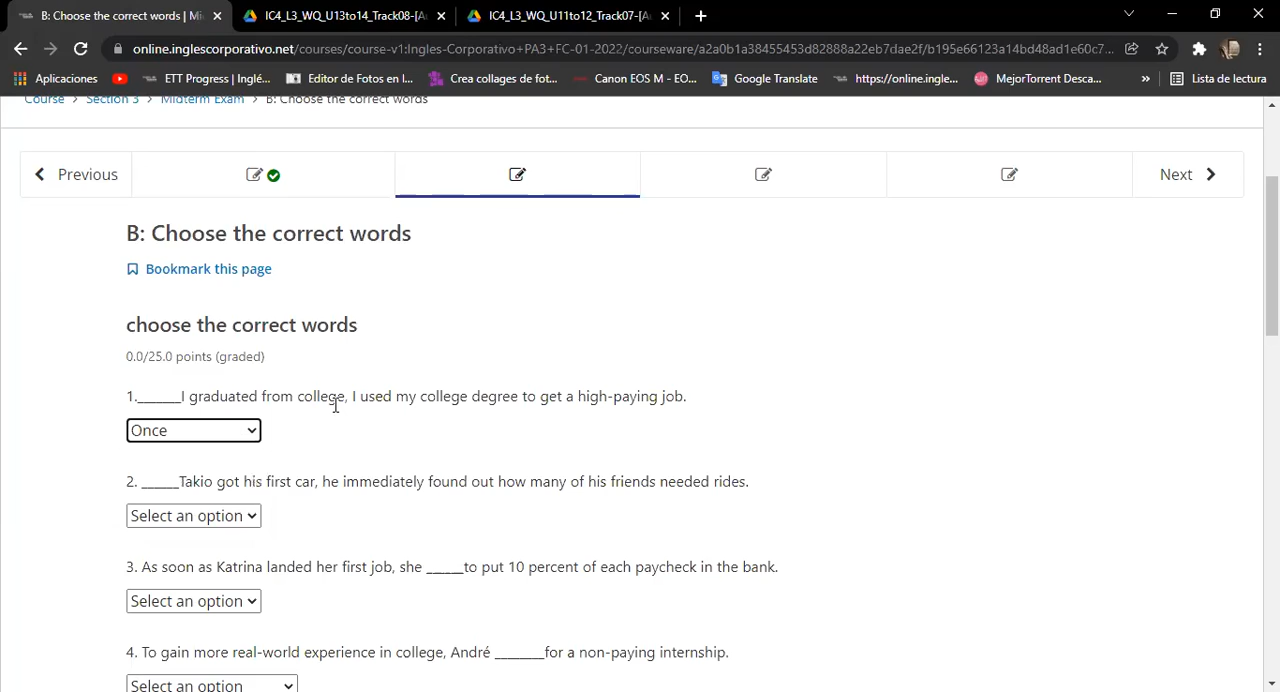 B: Choose the correct words | Mi
IC4_L3_WQ_U13to14_Track08-[A
IC4_L3_WQ_U11to12_Track07-[A
online.inglescorporativo.net/courses/course-v1:Ingles-Corporativo+PA3+FC-01-2022/courseware/a2a0b1a38455453d82888a22eb7dae2f/b195e66123a14bd48ad1e60c7...
Aplicaciones
ETT Progress | Inglé...
Editor de Fotos en l...
Crea collages de fot...
Canon EOS M - EO...
Google Translate
https://online.ingle...
MejorTorrent Desca...
»
Lista de lectura
Course > Section 3 > Midterm Exam > B: Choose the correct words
Previous
Next
B: Choose the correct words
Bookmark this page
choose the correct words
0.0/25.0 points (graded)
1.______I graduated from college, I used my college degree to get a high-paying job.
Once
2. _____Takio got his first car, he immediately found out how many of his friends needed rides.
Select an option
3. As soon as Katrina landed her first job, she _____to put 10 percent of each paycheck in the bank.
Select an option
4. To gain more real-world experience in college, André _______for a non-paying internship.
Select an option